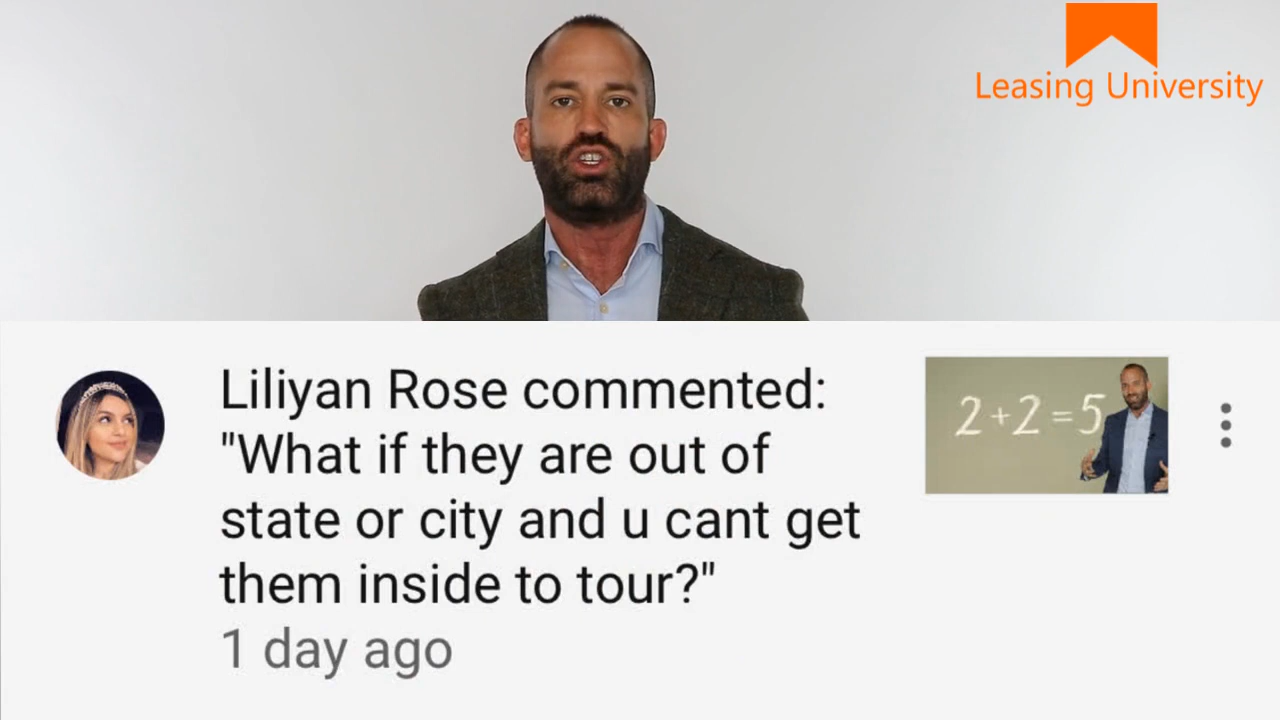 Leasing University
Liliyan Rose commented:
"What if they are out of
state or city and u cant get
them inside to tour?"
1 day ago
2+2=5